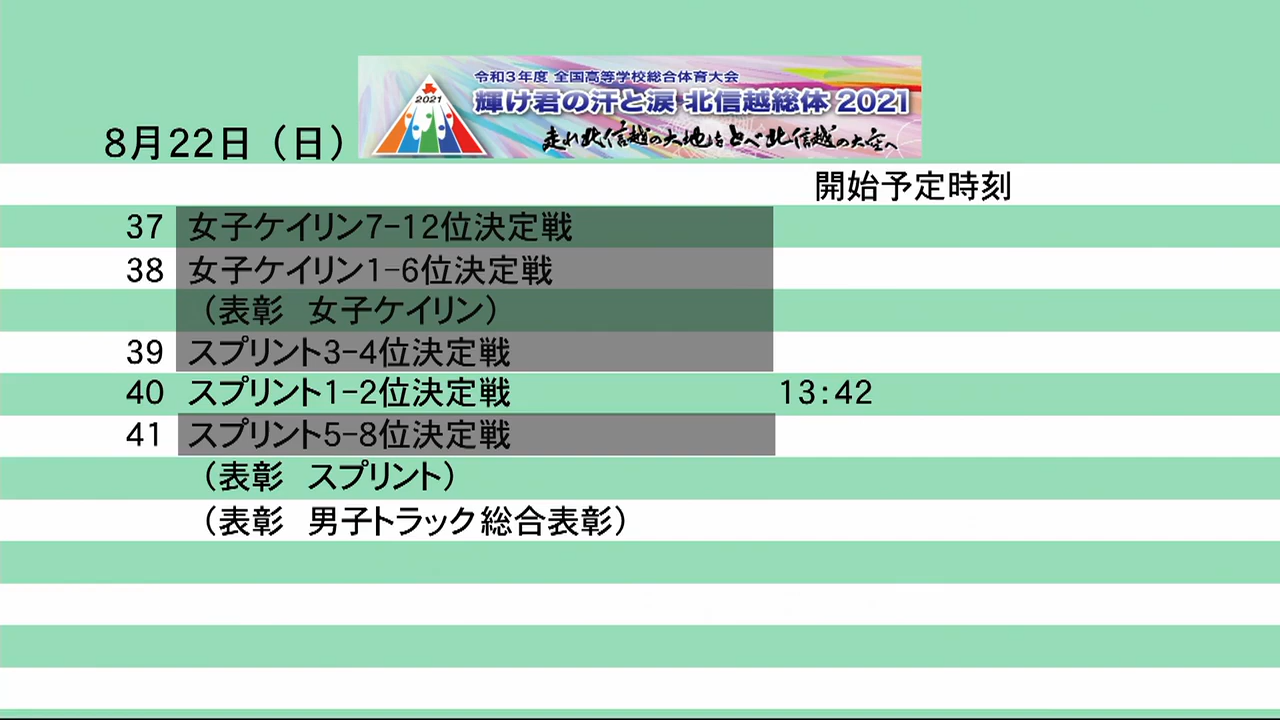 令和3年度 全国高等学校総合体育大会
輝け君の汗と涙 北信越総体 2021
2021
走れ北信越の大地を とべ北信越の大空へ
8月22日（日）
開始予定時刻
37 女子ケイリン7-12位決定戦
38 女子ケイリン1-6位決定戦
（表彰　女子ケイリン）
39 スプリント3-4位決定戦
40 スプリント1-2位決定戦 13:42
41 スプリント5-8位決定戦
（表彰　スプリント）
（表彰　男子トラック総合表彰）